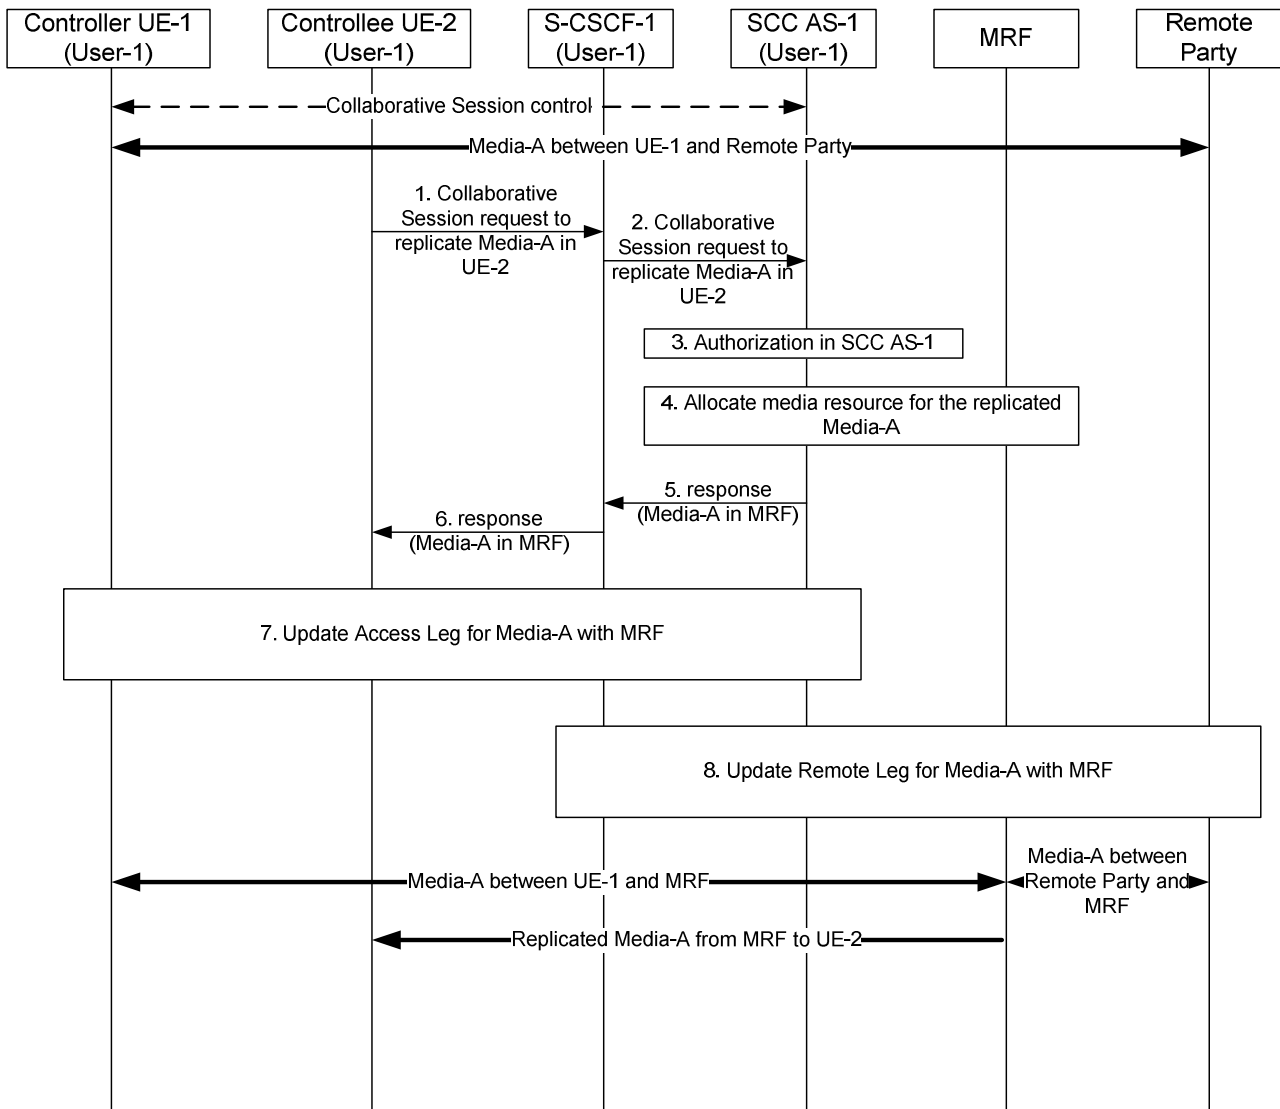 Controller UE-1
(User-1)
Controllee UE-2
(User-1)
S-CSCF-1
(User-1)
SCC AS-1
(User-1)
MRF
Remote
Party
Collaborative Session control
Media-A between UE-1 and Remote Party
1. Collaborative
Session request to
replicate Media-A in
UE-2
2. Collaborative
Session request to
replicate Media-A in
UE-2
3. Authorization in SCC AS-1
4. Allocate media resource for the replicated
Media-A
5. response
(Media-A in MRF)
6. response
(Media-A in MRF)
7. Update Access Leg for Media-A with MRF
8. Update Remote Leg for Media-A with MRF
Media-A between UE-1 and MRF
Media-A between
Remote Party and
MRF
Replicated Media-A from MRF to UE-2